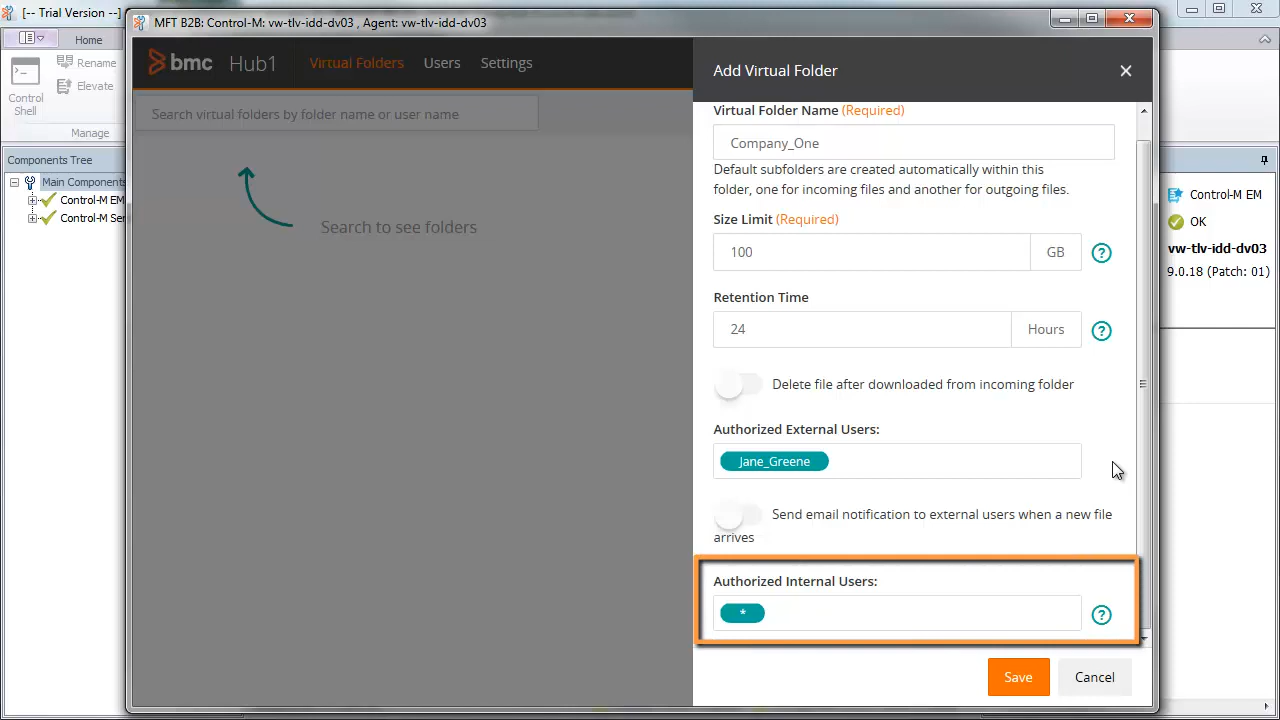 [-- Trial Version --]
MFT B2B: Control-M: vw-tlv-idd-dv03 , Agent: vw-tlv-idd-dv03
Home
Rename
Elevate
Control
Shell
Manage
Components Tree
Main Components
Control-M EM
Control-M Ser
bmc Hub1 Virtual Folders Users Settings
Search virtual folders by folder name or user name
Search to see folders
Add Virtual Folder
Virtual Folder Name (Required)
Company_One
Default subfolders are created automatically within this
folder, one for incoming files and another for outgoing files.
Size Limit (Required)
100 GB ?
Retention Time
24 Hours ?
Delete file after downloaded from incoming folder
Authorized External Users:
Jane_Greene
Send email notification to external users when a new file
arrives
Authorized Internal Users:
* ?
Save Cancel
Control-M EM
OK
vw-tlv-idd-dv03
9.0.18 (Patch: 01)